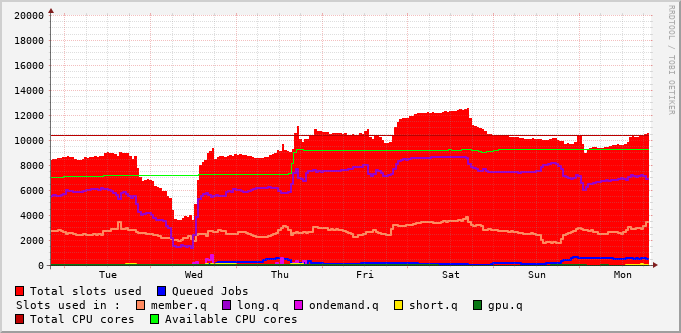 RRDTOOL / TOBI OETIKER
20000
18000
16000
14000
12000
10000
8000
6000
4000
2000
0
Tue Wed Thu Fri Sat Sun Mon
Total slots used Queued Jobs
Slots used in : member.q long.q ondemand.q short.q gpu.q
Total CPU cores Available CPU cores